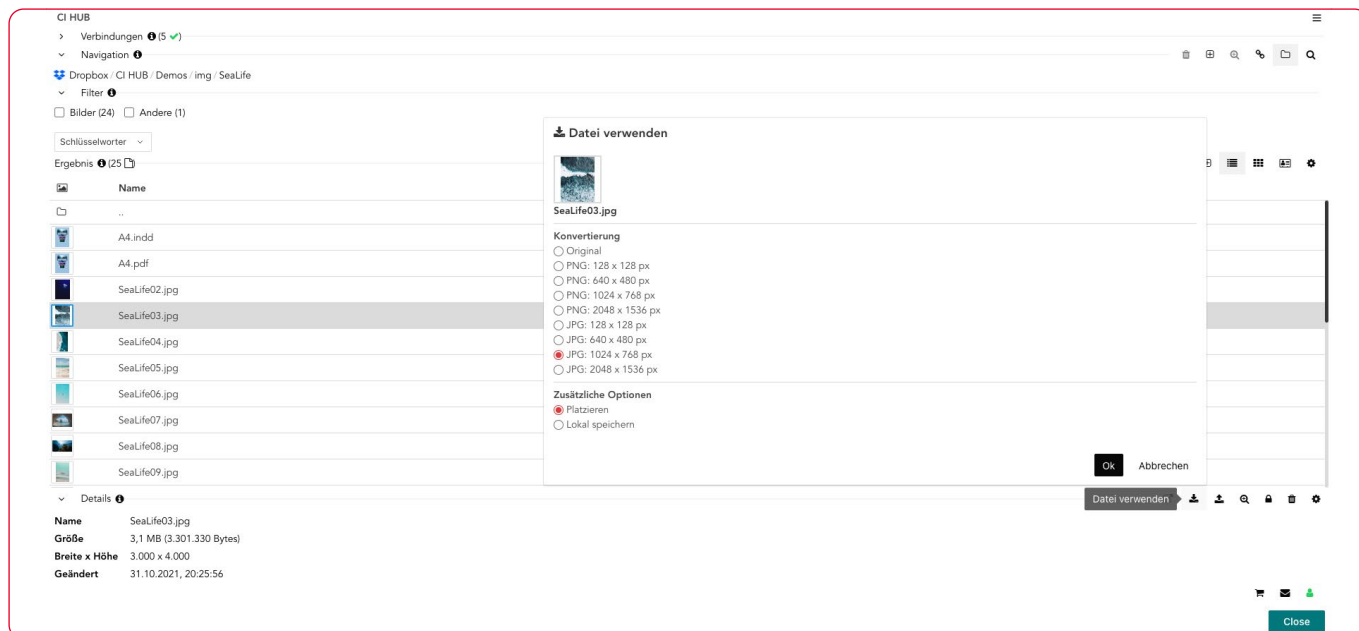 CI HUB
Verbindungen (5 ✔)
Navigation
Dropbox / CI HUB / Demos / img / SeaLife
Filter
Bilder (24) Andere (1)
Schlüsselworter
Ergebnis (25)
Name
..
A4.indd
A4.pdf
SeaLife02.jpg
SeaLife03.jpg
SeaLife04.jpg
SeaLife05.jpg
SeaLife06.jpg
SeaLife07.jpg
SeaLife08.jpg
SeaLife09.jpg
Datei verwenden
SeaLife03.jpg
Konvertierung
Original
PNG: 128 x 128 px
PNG: 640 x 480 px
PNG: 1024 x 768 px
PNG: 2048 x 1536 px
JPG: 128 x 128 px
JPG: 640 x 480 px
JPG: 1024 x 768 px
JPG: 2048 x 1536 px
Zusätzliche Optionen
Platzieren
Lokal speichern
Ok Abbrechen
Details
Datei verwenden
Name SeaLife03.jpg
Größe 3,1 MB (3.301.330 Bytes)
Breite x Höhe 3.000 x 4.000
Geändert 31.10.2021, 20:25:56
Close